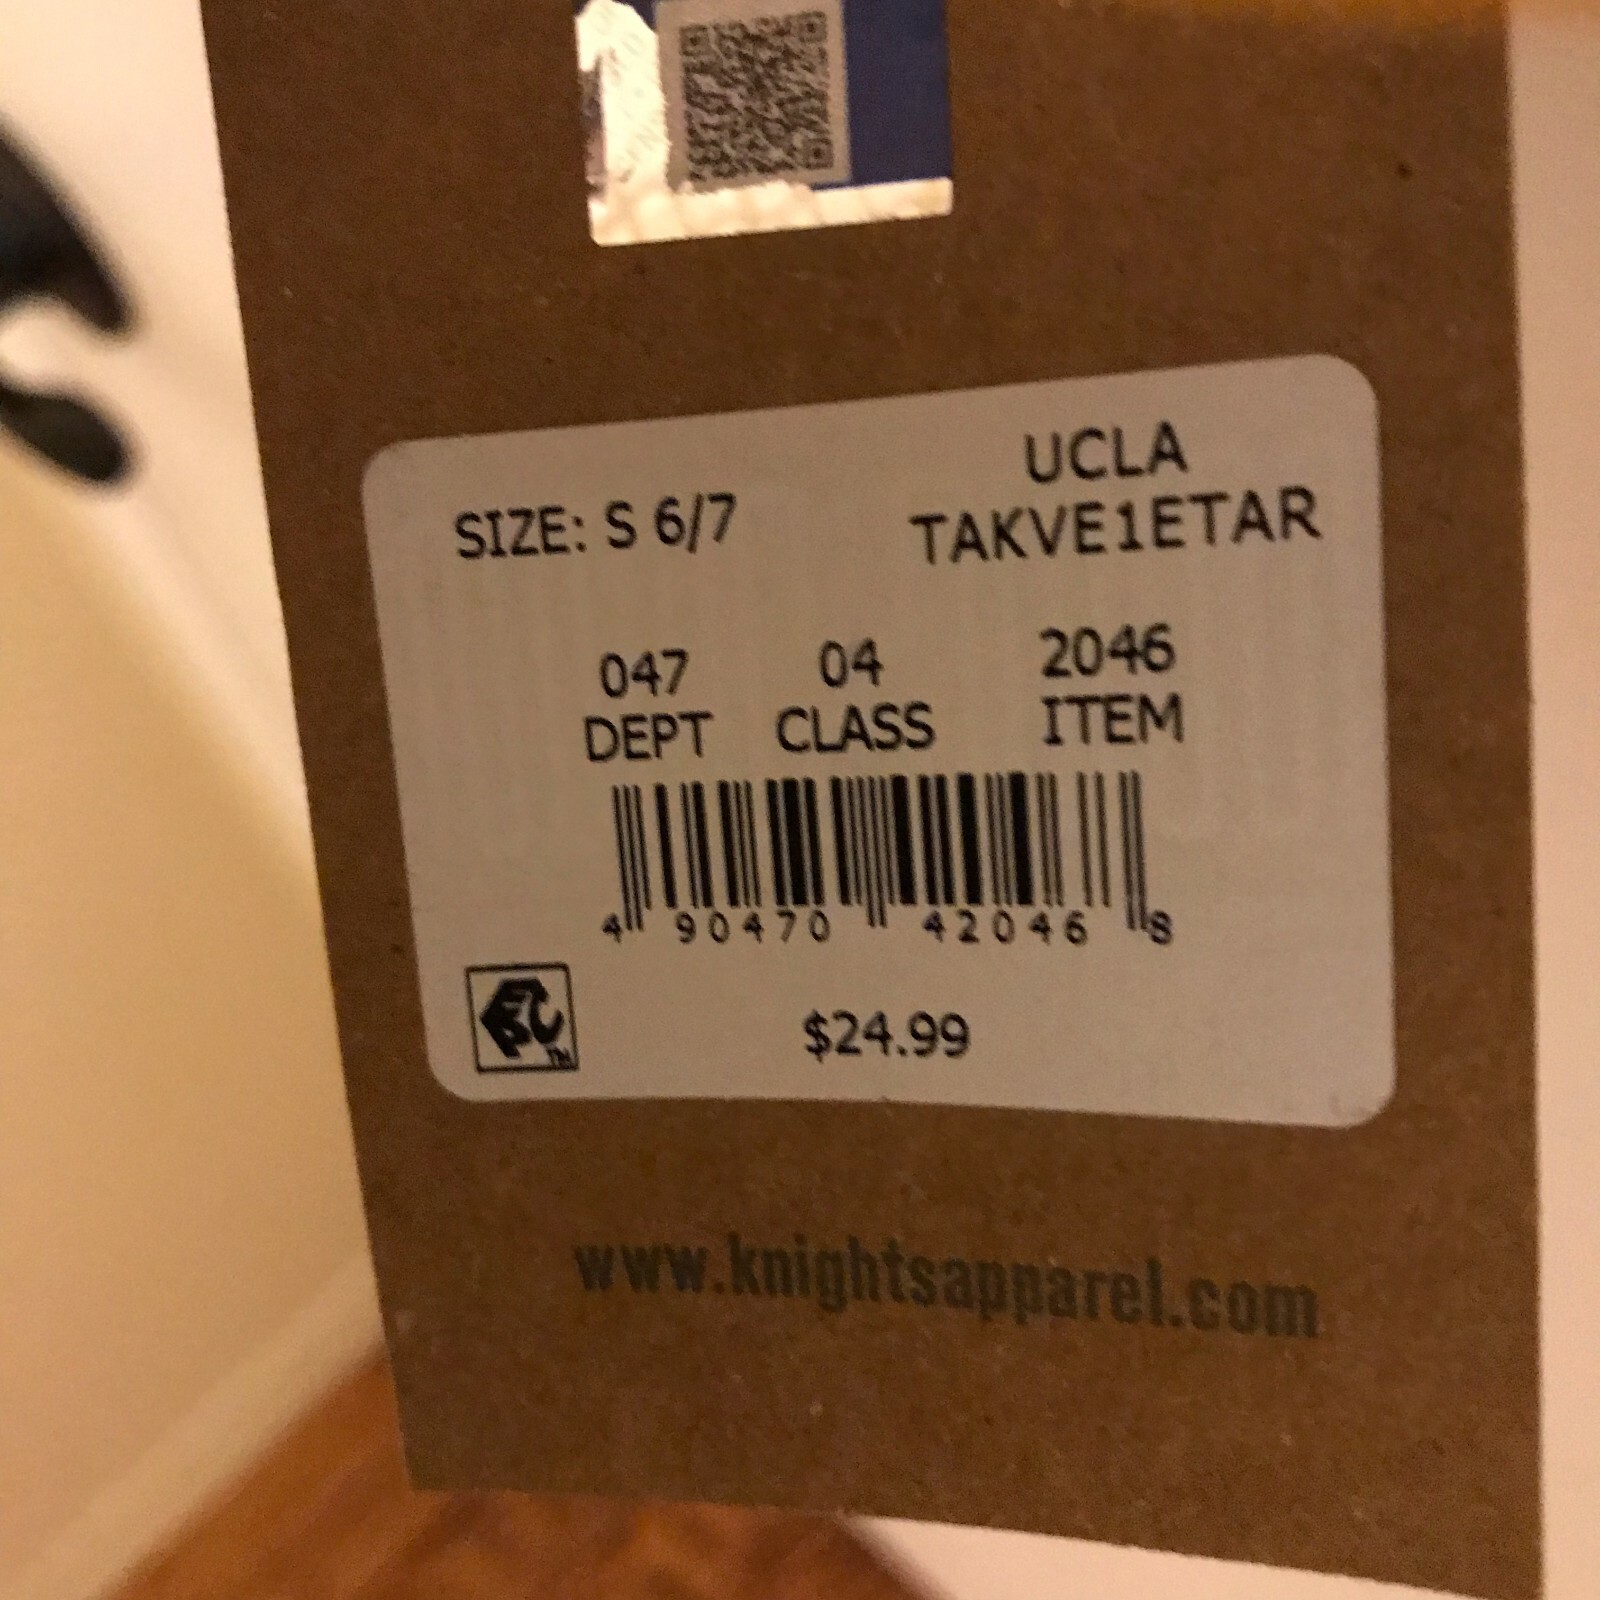 SIZE: S 6/7
UCLA
TAKVE1ETAR
047 04 2046
DEPT CLASS ITEM
4 90470 42046 8
$24.99
TM
www.knightsapparel.com